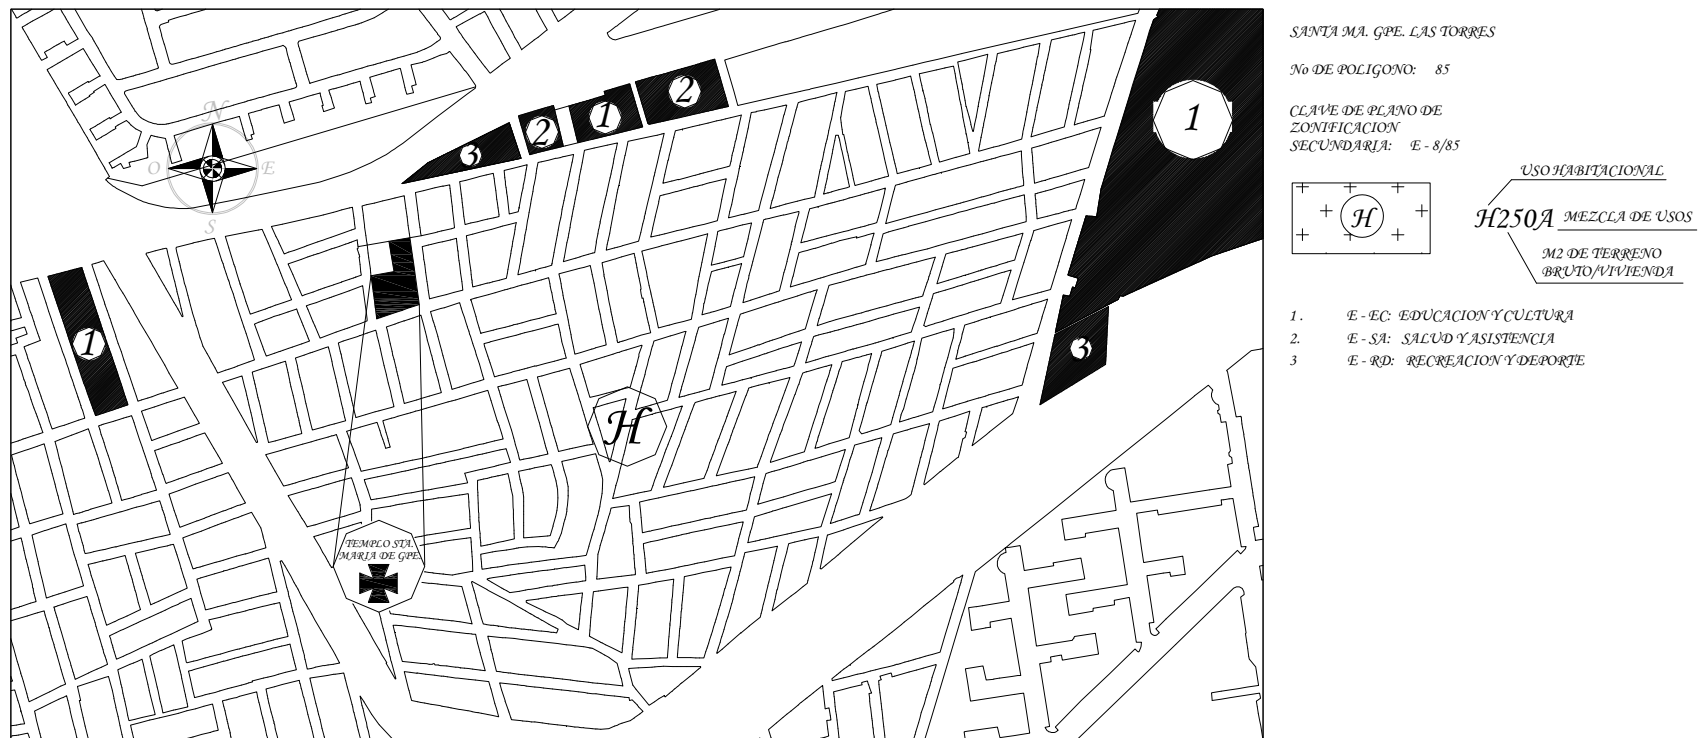 SANTA MA. GPE. LAS TORRES
No DE POLIGONO: 85
CLAVE DE PLANO DE
ZONIFICACION
SECUNDARIA: E - 8/85
USO HABITACIONAL
H
H250A MEZCLA DE USOS
M2 DE TERRENO
BRUTO/VIVIENDA
1. E - EC: EDUCACION Y CULTURA
2. E - SA: SALUD Y ASISTENCIA
3 E - RD: RECREACION Y DEPORTE
N
O
E
S
3
2
1
2
1
1
3
H
TEMPLO STA.
MARIA DE GPE.